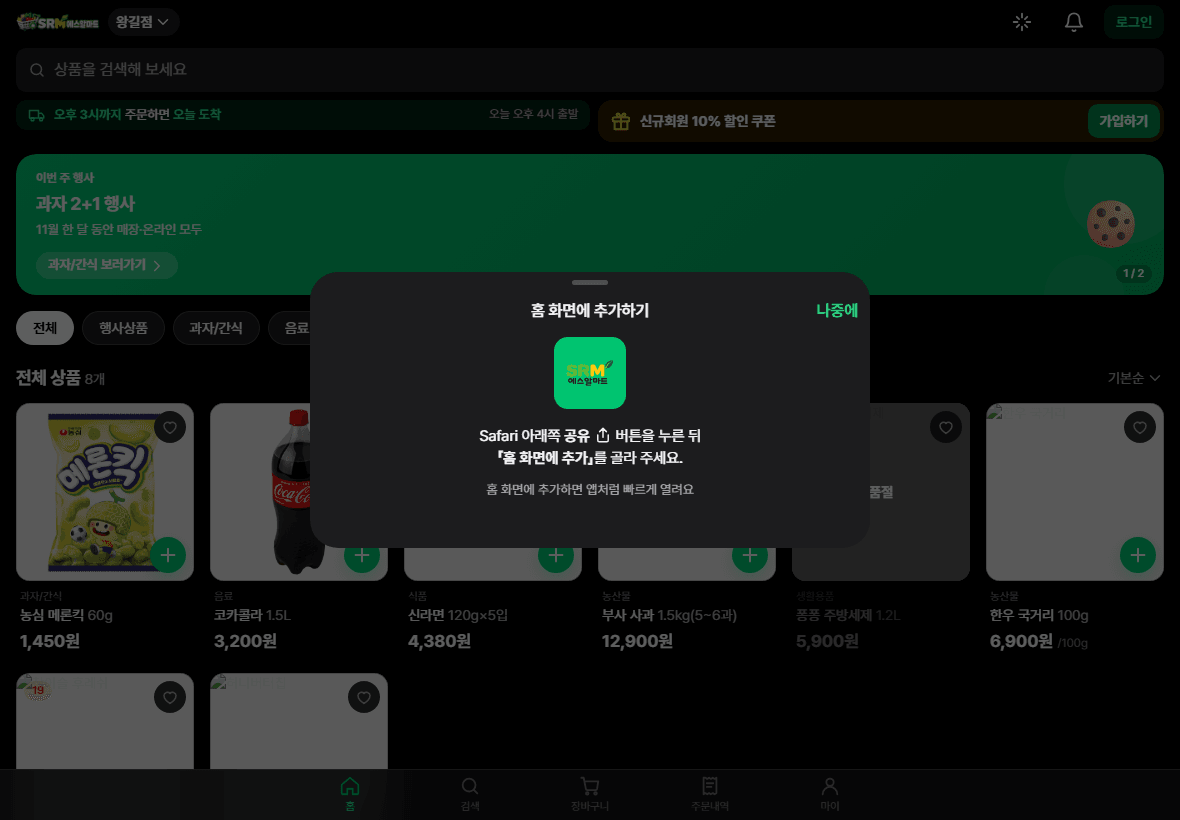 SRM에스알마트
왕길점
로그인
상품을 검색해 보세요
오후 3시까지 주문하면 오늘 도착
오늘 오후 4시 출발
신규회원 10% 할인 쿠폰
가입하기
이번 주 행사
과자 2+1 행사
11월 한 달 동안 매장·온라인 모두
과자/간식 보러가기
1 / 2
홈 화면에 추가하기
나중에
SRM
에스알마트
Safari 아래쪽 공유 버튼을 누른 뒤
『홈 화면에 추가』를 골라 주세요.
홈 화면에 추가하면 앱처럼 빠르게 열려요
전체
행사상품
과자/간식
음료
전체 상품 8개
기본순
농심
메론킥
Coca-Cola
품절
과자/간식
농심 메론킥 60g
1,450원
음료
코카콜라 1.5L
3,200원
식품
신라면 120g×5입
4,380원
농산물
부사 사과 1.5kg(5~6과)
12,900원
생활용품
퐁퐁 주방세제 1.2L
5,900원
농산물
한우 국거리 100g
6,900원 /100g
19
홈
검색
장바구니
주문내역
마이